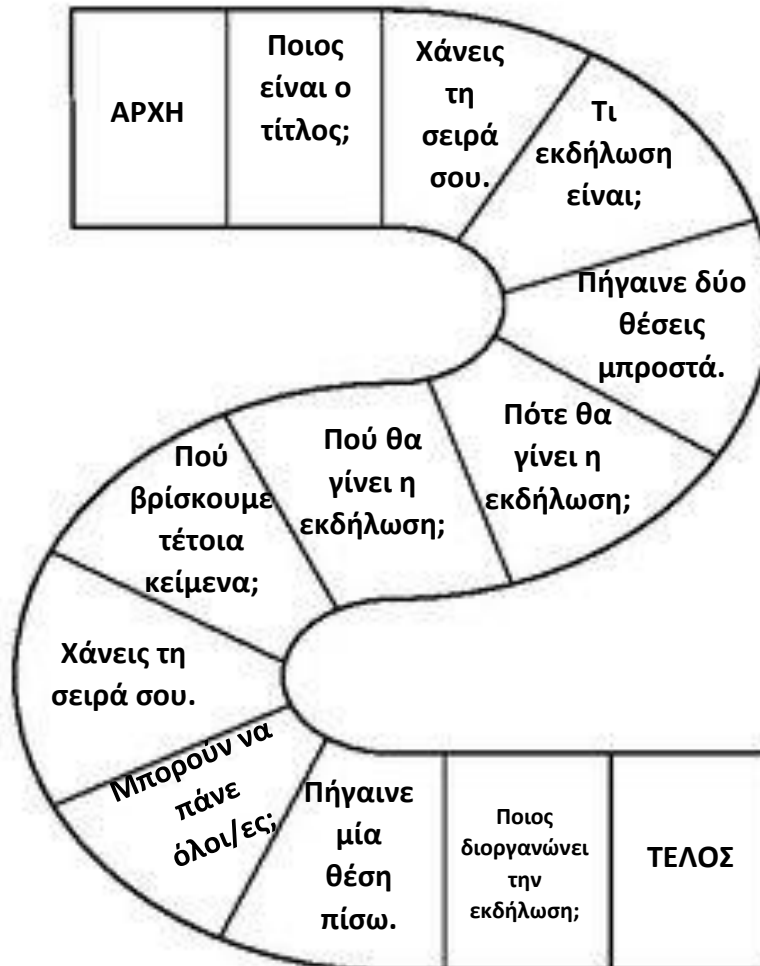 ΑΡΧΗ
Ποιος
είναι ο
τίτλος;
Χάνεις
τη
σειρά
σου.
Τι
εκδήλωση
είναι;
Πήγαινε δύο
θέσεις
μπροστά.
Πότε θα
γίνει η
εκδήλωση;
Πού θα
γίνει η
εκδήλωση;
Πού
βρίσκουμε
τέτοια
κείμενα;
Χάνεις τη
σειρά σου.
Μπορούν να
πάνε
όλοι/ες;
Πήγαινε
μία
θέση
πίσω.
Ποιος
διοργανώνει
την
εκδήλωση;
ΤΕΛΟΣ